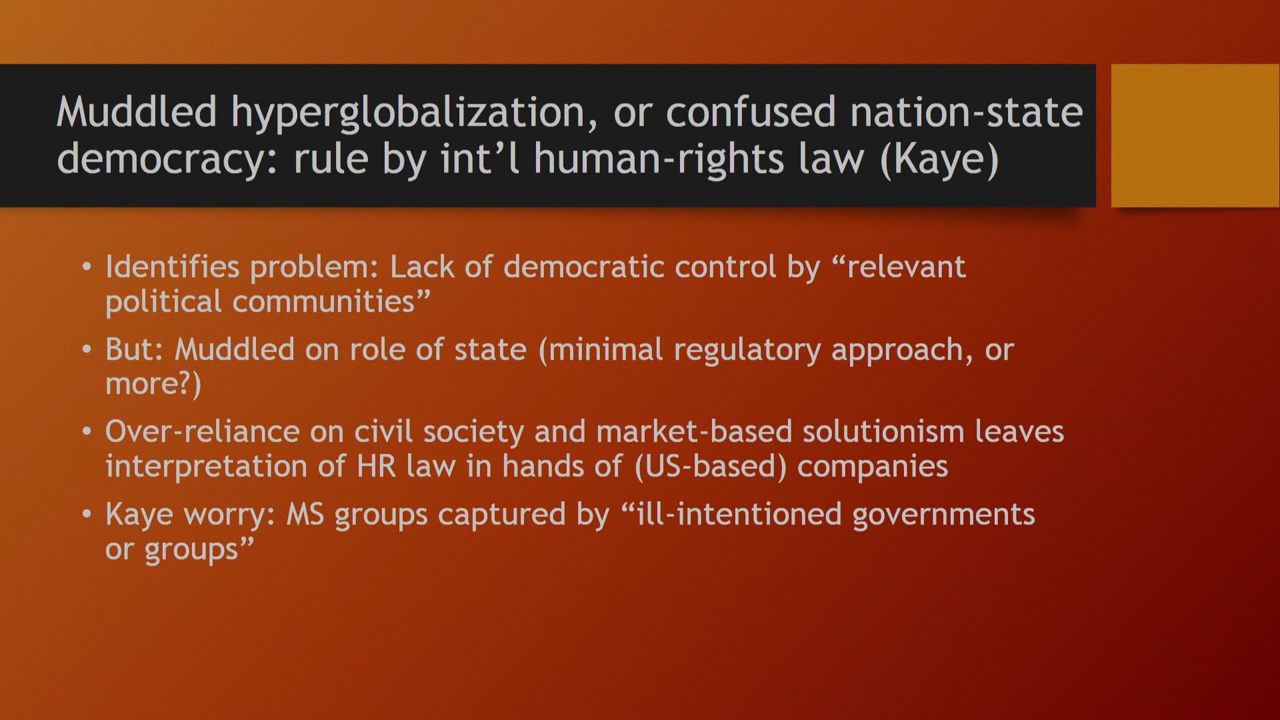 Muddled hyperglobalization, or confused nation-state
democracy: rule by int’l human-rights law (Kaye)
• Identifies problem: Lack of democratic control by “relevant
political communities”
• But: Muddled on role of state (minimal regulatory approach, or
more?)
• Over-reliance on civil society and market-based solutionism leaves
interpretation of HR law in hands of (US-based) companies
• Kaye worry: MS groups captured by “ill-intentioned governments
or groups”